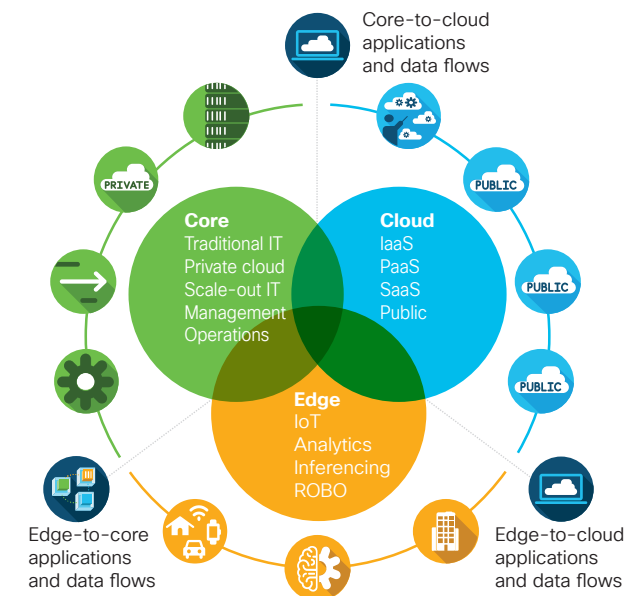 Core-to-cloud
applications
and data flows
PRIVATE
PUBLIC
PUBLIC
PUBLIC
Core
Traditional IT
Private cloud
Scale-out IT
Management
Operations
Cloud
IaaS
PaaS
SaaS
Public
Edge
IoT
Analytics
Inferencing
ROBO
Edge-to-core
applications
and data flows
Edge-to-cloud
applications
and data flows